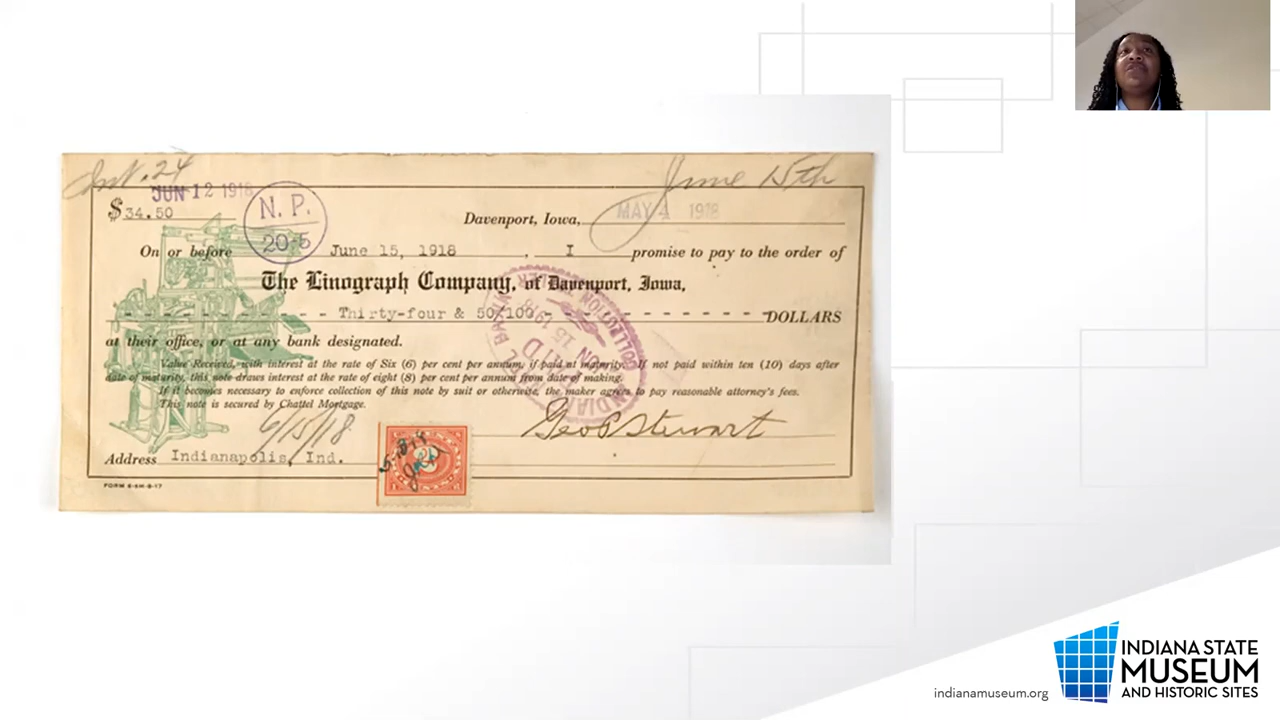 Int. 24
June 15th
JUN 12 1918
$34.50
N. P.
20-5
Davenport, Iowa, MAY 4 1918
On or before June 15, 1918, I promise to pay to the order of
The Linograph Company, of Davenport, Iowa,
Thirty-four & 50/100 DOLLARS
at their office, or at any bank designated.
Value Received, with interest at the rate of Six (6) per cent per annum, if paid at maturity. If not paid within ten (10) days after
date of maturity, this note draws interest at the rate of eight (8) per cent per annum from date of making.
If it becomes necessary to enforce collection of this note by suit or otherwise, the maker agrees to pay reasonable attorney's fees.
This note is secured by Chattel Mortgage.
6/15/18
Geo P Stewart
Address Indianapolis, Ind.
FORM 6-6M-8-17
INDIANA STATE
MUSEUM
AND HISTORIC SITES
indianamuseum.org